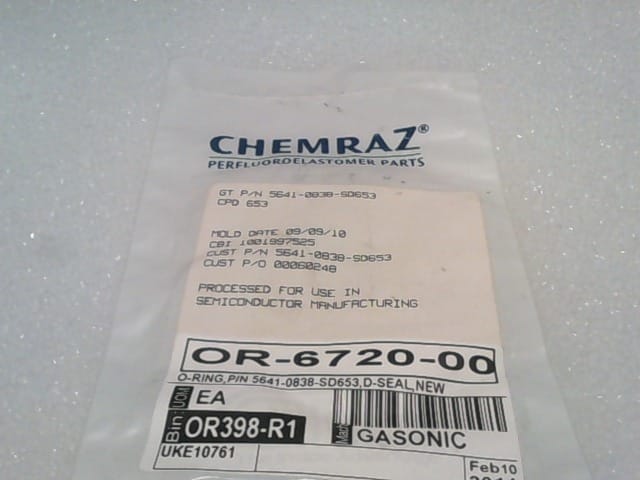 CHEMRAZ®
PERFLUOROELASTOMER PARTS
GT P/N 5641-0838-SD653
CPD 653
MOLD DATE 09/09/10
CBI 1001997525
CUST P/N 5641-0838-SD653
CUST P/O 00060248
PROCESSED FOR USE IN
SEMICONDUCTOR MANUFACTURING
OR-6720-00
O-RING,P/N 5641-0838-SD653,D-SEAL,NEW
UOM EA
Bin: OR398-R1
GASONIC
UKE10761
Feb10
2011